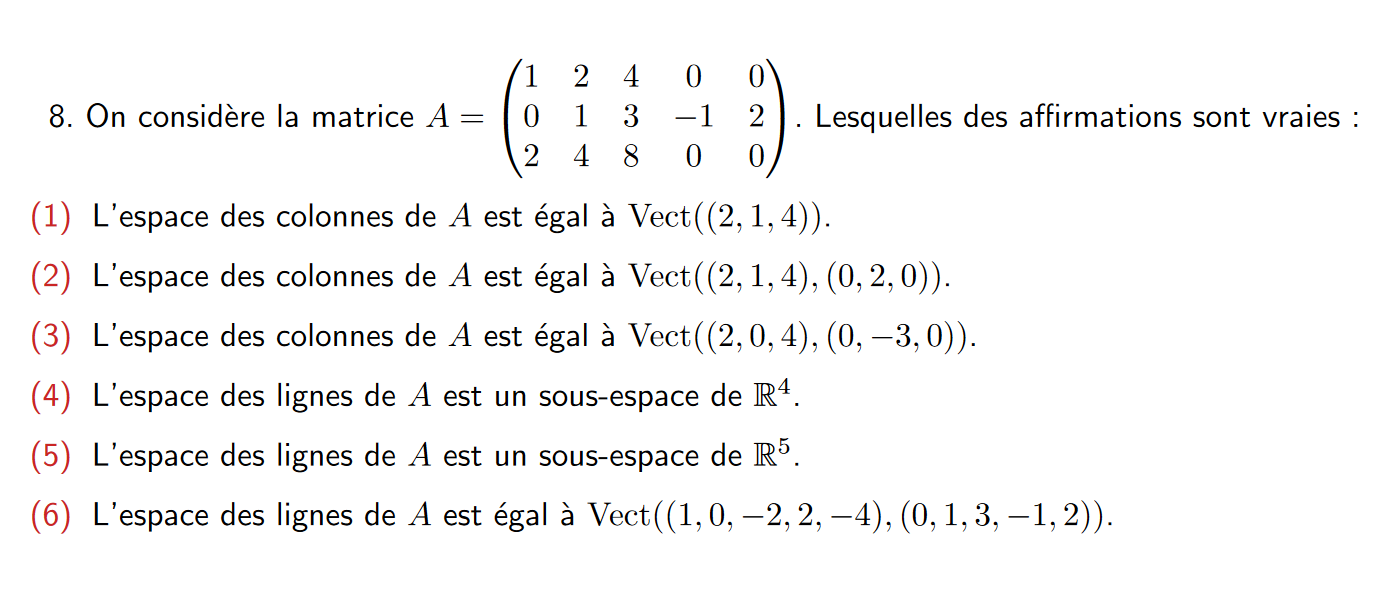 8. On considère la matrice $A = \begin{pmatrix} 1 & 2 & 4 & 0 & 0 \\ 0 & 1 & 3 & -1 & 2 \\ 2 & 4 & 8 & 0 & 0 \end{pmatrix}$. Lesquelles des affirmations sont vraies :
(1) L'espace des colonnes de $A$ est égal à $\mathrm{Vect}((2, 1, 4))$.
(2) L'espace des colonnes de $A$ est égal à $\mathrm{Vect}((2, 1, 4), (0, 2, 0))$.
(3) L'espace des colonnes de $A$ est égal à $\mathrm{Vect}((2, 0, 4), (0, -3, 0))$.
(4) L'espace des lignes de $A$ est un sous-espace de $\mathbb{R}^4$.
(5) L'espace des lignes de $A$ est un sous-espace de $\mathbb{R}^5$.
(6) L'espace des lignes de $A$ est égal à $\mathrm{Vect}((1, 0, -2, 2, -4), (0, 1, 3, -1, 2))$.